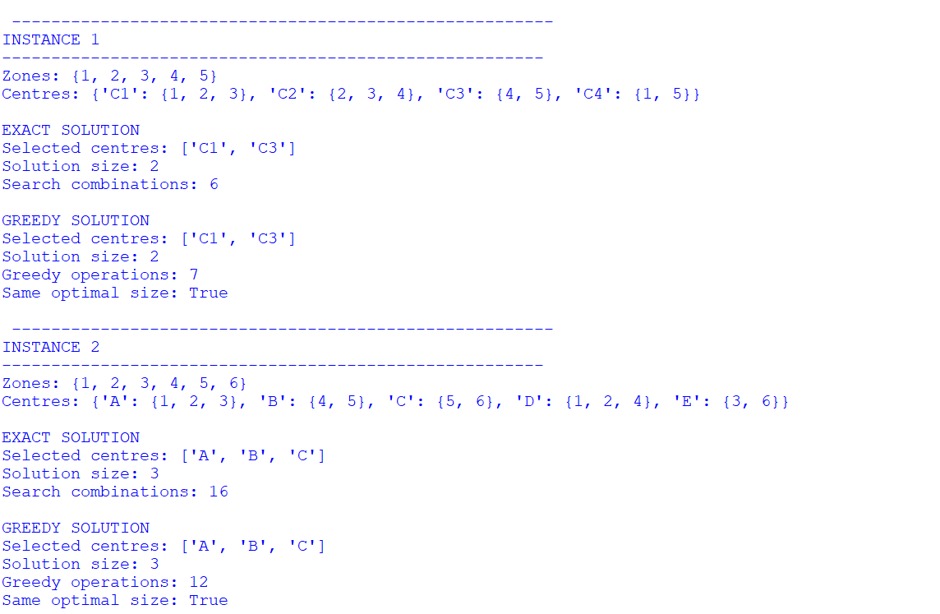 -------------------------------------------------------
INSTANCE 1
-------------------------------------------------------
Zones: {1, 2, 3, 4, 5}
Centres: {'C1': {1, 2, 3}, 'C2': {2, 3, 4}, 'C3': {4, 5}, 'C4': {1, 5}}
EXACT SOLUTION
Selected centres: ['C1', 'C3']
Solution size: 2
Search combinations: 6
GREEDY SOLUTION
Selected centres: ['C1', 'C3']
Solution size: 2
Greedy operations: 7
Same optimal size: True
-------------------------------------------------------
INSTANCE 2
-------------------------------------------------------
Zones: {1, 2, 3, 4, 5, 6}
Centres: {'A': {1, 2, 3}, 'B': {4, 5}, 'C': {5, 6}, 'D': {1, 2, 4}, 'E': {3, 6}}
EXACT SOLUTION
Selected centres: ['A', 'B', 'C']
Solution size: 3
Search combinations: 16
GREEDY SOLUTION
Selected centres: ['A', 'B', 'C']
Solution size: 3
Greedy operations: 12
Same optimal size: True